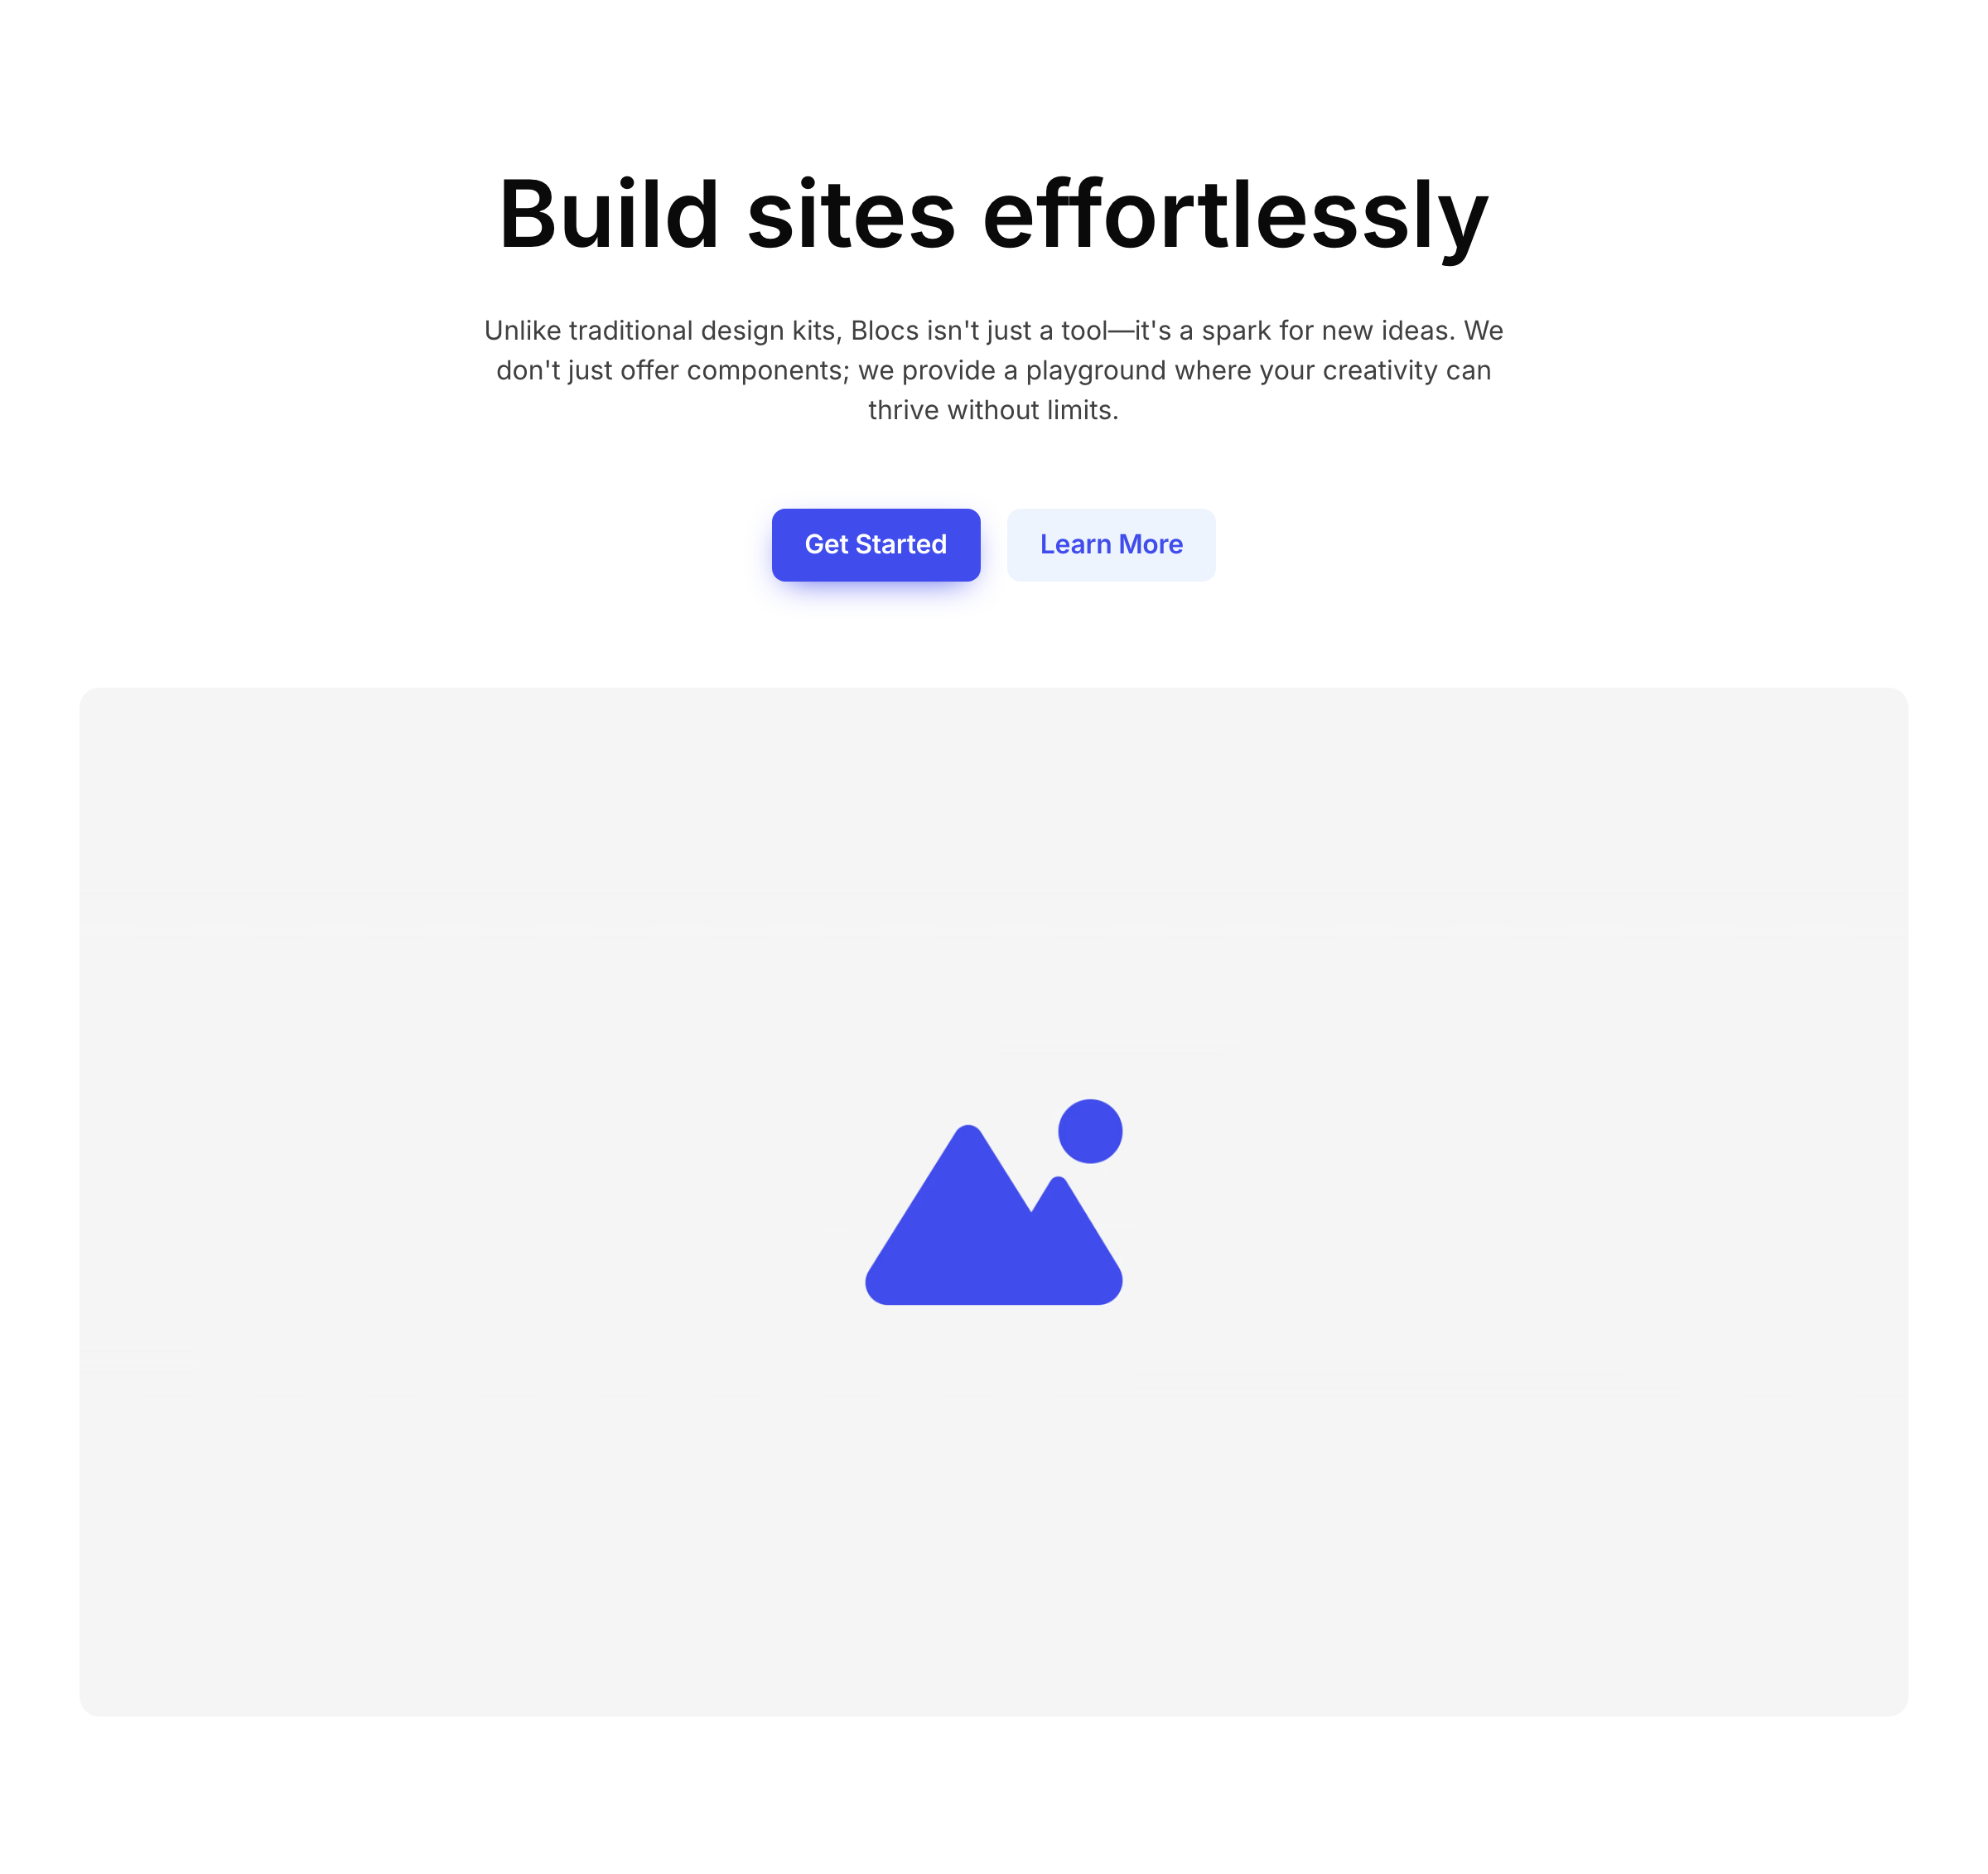 Build sites effortlessly
Unlike traditional design kits, Blocs isn't just a tool—it's a spark for new ideas. We
don't just offer components; we provide a playground where your creativity can
thrive without limits.
Get Started
Learn More